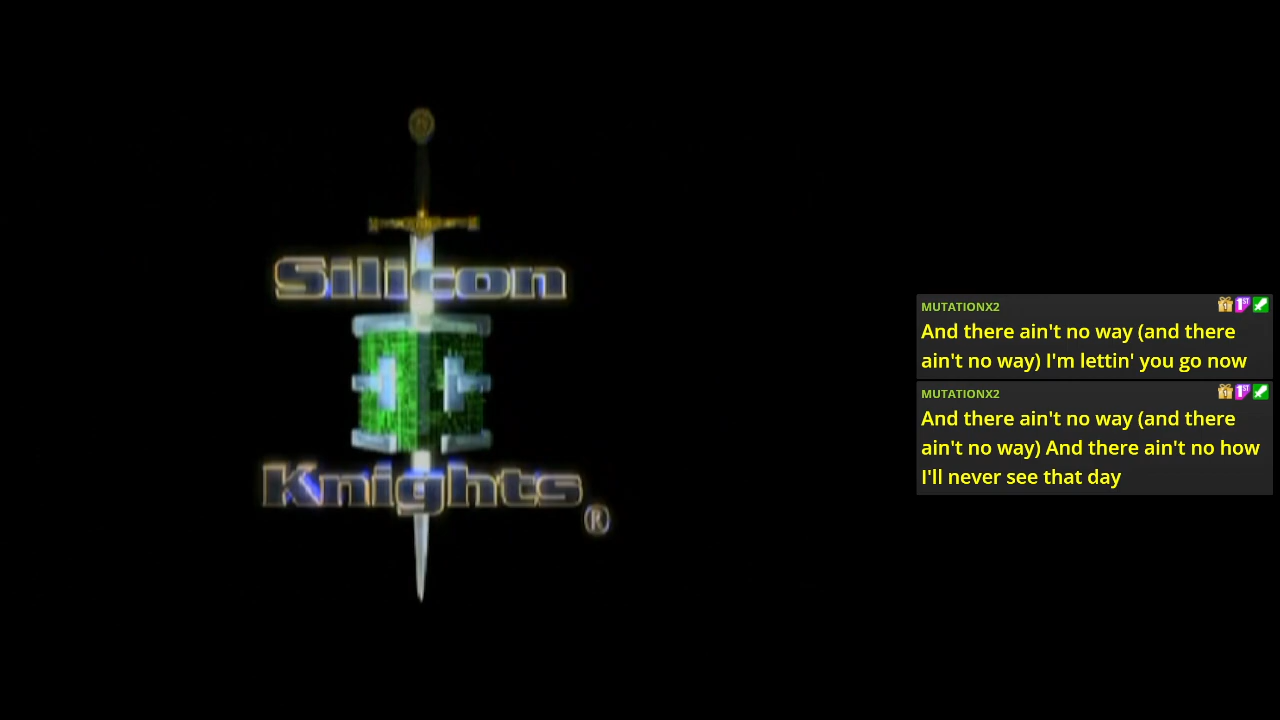 Silicon
Knights
®
MUTATIONX2
And there ain't no way (and there
ain't no way) I'm lettin' you go now
MUTATIONX2
And there ain't no way (and there
ain't no way) And there ain't no how
I'll never see that day